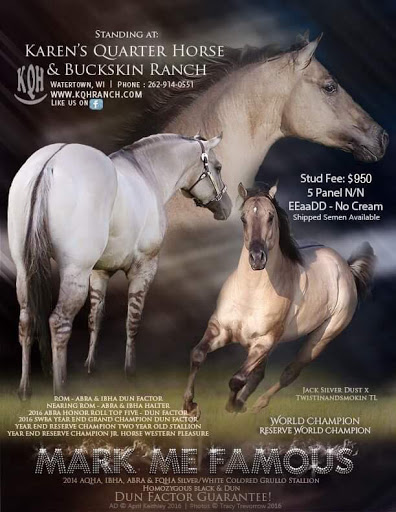 STANDING AT:
KAREN'S QUARTER HORSE
& BUCKSKIN RANCH
WATERTOWN, WI | PHONE : 262-914-0551
WWW.KQHRANCH.COM
LIKE US ON f
KQH
Stud Fee: $950
5 Panel N/N
EEaaDD - No Cream
Shipped Semen Available
JACK SILVER DUST X
TWISTINANDSMOKIN TL
ROM - ABRA & IBHA DUN FACTOR
NEARING ROM - ABRA & IBHA HALTER
2016 ABRA HONOR ROLL TOP FIVE - DUN FACTOR
2016 SWBA YEAR END GRAND CHAMPION DUN FACTOR
YEAR END RESERVE CHAMPION TWO YEAR OLD STALLION
YEAR END RESERVE CHAMPION JR. HORSE WESTERN PLEASURE
WORLD CHAMPION
RESERVE WORLD CHAMPION
MARK ME FAMOUS
2014 AQHA, IBHA, ABRA & FQHA SILVER/WHITE COLORED GRULLO STALLION
HOMOZYGOUS BLACK & DUN
DUN FACTOR GUARANTEE!
AD @ April Rainney 2016 | Photos @ Tracy Trevorrow 2016